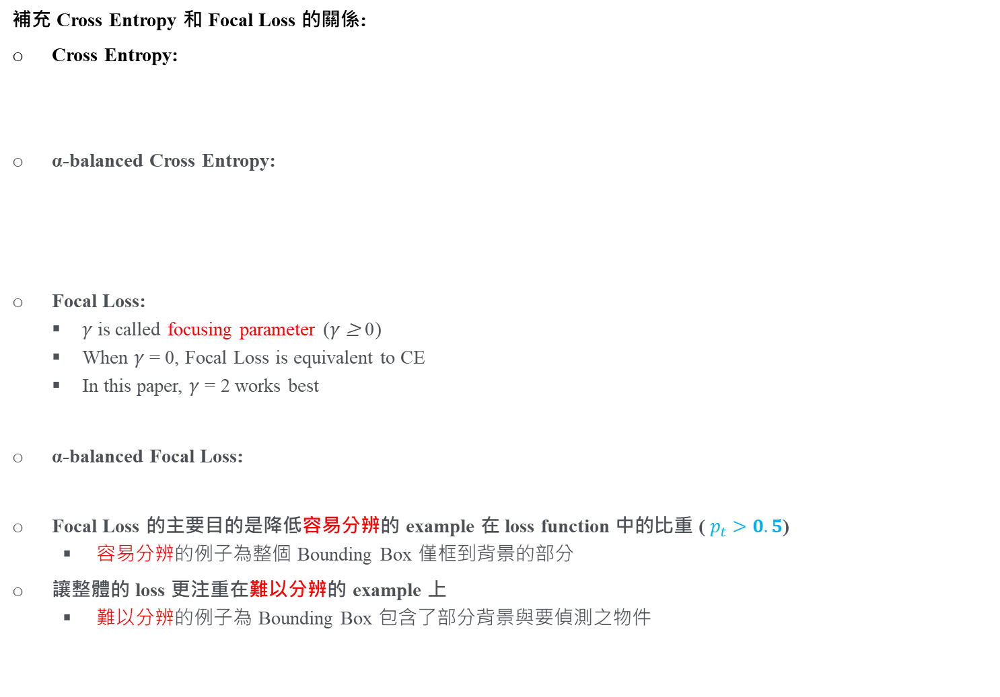 補充 Cross Entropy 和 Focal Loss 的關係:
○ Cross Entropy:
○ α-balanced Cross Entropy:
○ Focal Loss:
▪ γ is called focusing parameter (γ ≥ 0)
▪ When γ = 0, Focal Loss is equivalent to CE
▪ In this paper, γ = 2 works best
○ α-balanced Focal Loss:
○ Focal Loss 的主要目的是降低容易分辨的 example 在 loss function 中的比重 ( pₜ > 0.5)
▪ 容易分辨的例子為整個 Bounding Box 僅框到背景的部分
○ 讓整體的 loss 更注重在難以分辨的 example 上
▪ 難以分辨的例子為 Bounding Box 包含了部分背景與要偵測之物件